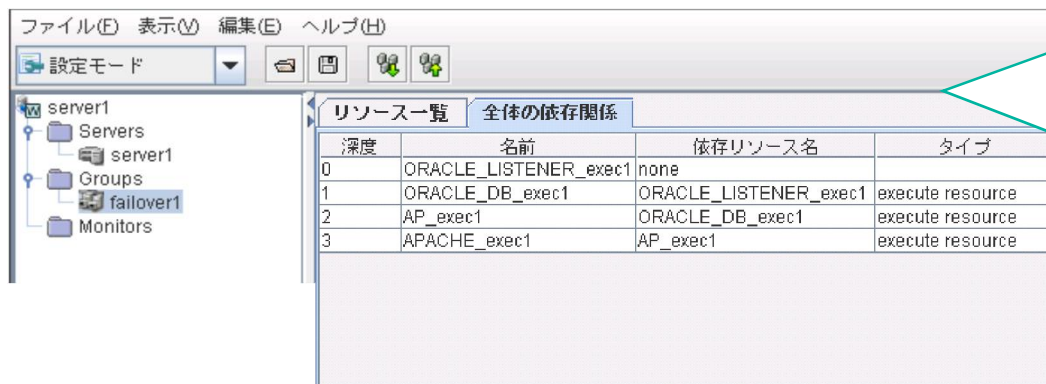 ファイル(F) 表示(V) 編集(E) ヘルプ(H)
設定モード
server1
Servers
server1
Groups
failover1
Monitors
リソース一覧 全体の依存関係
深度 名前 依存リソース名 タイプ
0 ORACLE_LISTENER_exec1 none
1 ORACLE_DB_exec1 ORACLE_LISTENER_exec1 execute resource
2 AP_exec1 ORACLE_DB_exec1 execute resource
3 APACHE_exec1 AP_exec1 execute resource